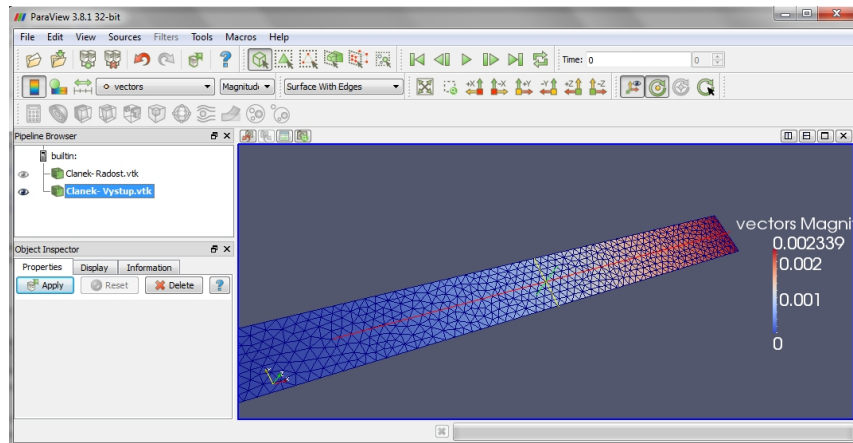 ParaView 3.8.1 32-bit
File Edit View Sources Filters Tools Macros Help
Time: 0 0
vectors Magnitud Surface With Edges
+X -X +Y -Y +Z -Z
Pipeline Browser
builtin:
Clanek- Radost.vtk
Clanek- Vystup.vtk
Object Inspector
Properties Display Information
Apply Reset Delete ?
vectors Magni
0.002339
0.002
0.001
0